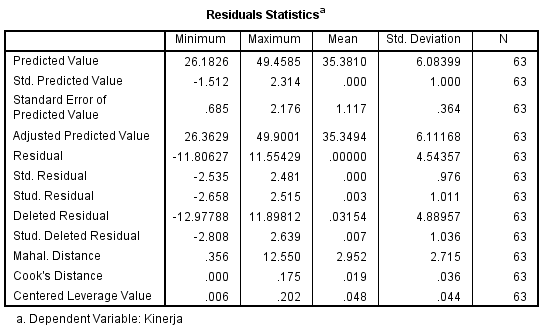 Residuals Statisticsa
Minimum Maximum Mean Std. Deviation N
Predicted Value 26.1826 49.4585 35.3810 6.08399 63
Std. Predicted Value -1.512 2.314 .000 1.000 63
Standard Error of
Predicted Value .685 2.176 1.117 .364 63
Adjusted Predicted Value 26.3629 49.9001 35.3494 6.11168 63
Residual -11.80627 11.55429 .00000 4.54357 63
Std. Residual -2.535 2.481 .000 .976 63
Stud. Residual -2.658 2.515 .003 1.011 63
Deleted Residual -12.97788 11.89812 .03154 4.88957 63
Stud. Deleted Residual -2.808 2.639 .007 1.036 63
Mahal. Distance .356 12.550 2.952 2.715 63
Cook's Distance .000 .175 .019 .036 63
Centered Leverage Value .006 .202 .048 .044 63
a. Dependent Variable: Kinerja